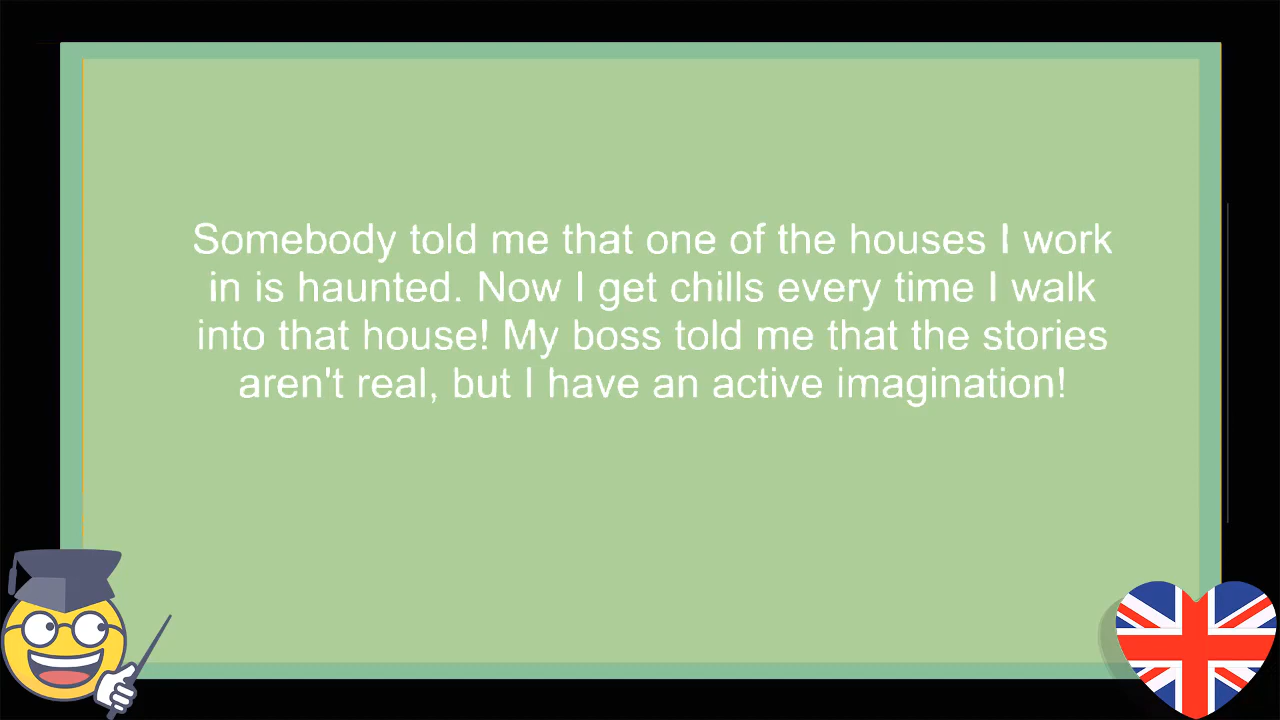 Somebody told me that one of the houses I work
in is haunted. Now I get chills every time I walk
into that house! My boss told me that the stories
aren't real, but I have an active imagination!